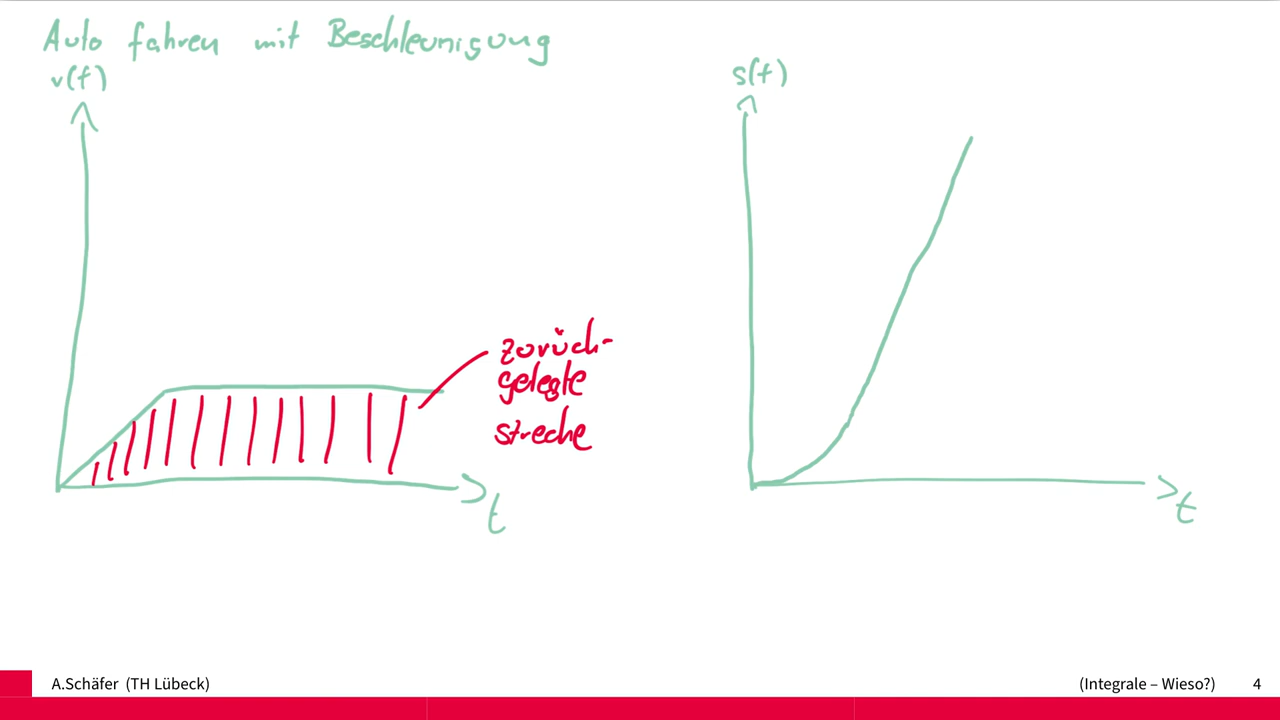 Auto fahren mit Beschleunigung
v(t)
s(t)
zurück-
gelegte
strecke
t
t
A.Schäfer (TH Lübeck)
(Integrale – Wieso?)
4